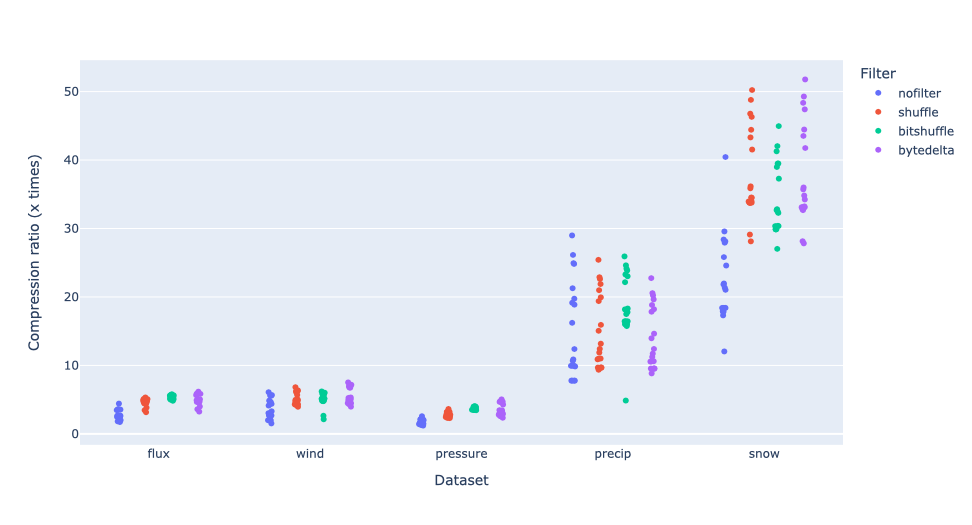 Filter
nofilter
shuffle
bitshuffle
bytedelta
50
40
30
20
10
0
Compression ratio (x times)
flux wind pressure precip snow
Dataset